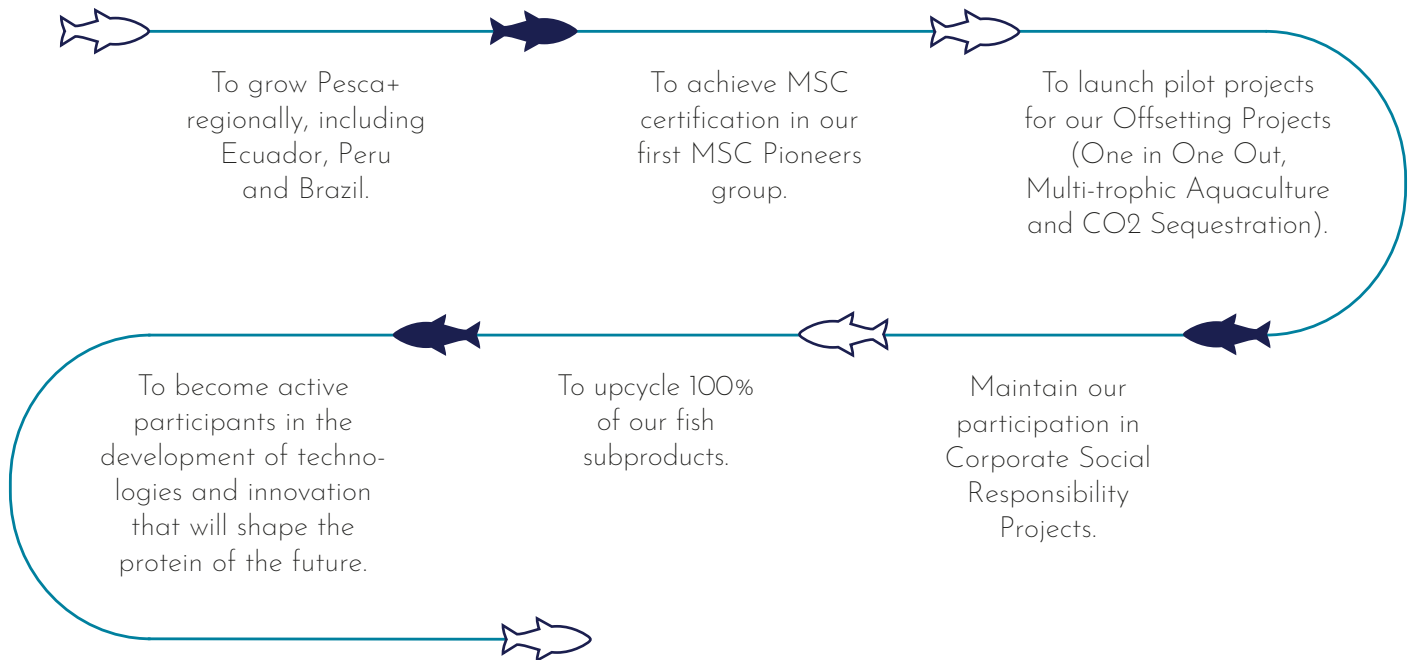 To grow Pesca+
regionally, including
Ecuador, Peru
and Brazil.
To achieve MSC
certification in our
first MSC Pioneers
group.
To launch pilot projects
for our Offsetting Projects
(One in One Out,
Multi-trophic Aquaculture
and CO2 Sequestration).
Maintain our
participation in
Corporate Social
Responsibility
Projects.
To upcycle 100%
of our fish
subproducts.
To become active
participants in the
development of techno-
logies and innovation
that will shape the
protein of the future.